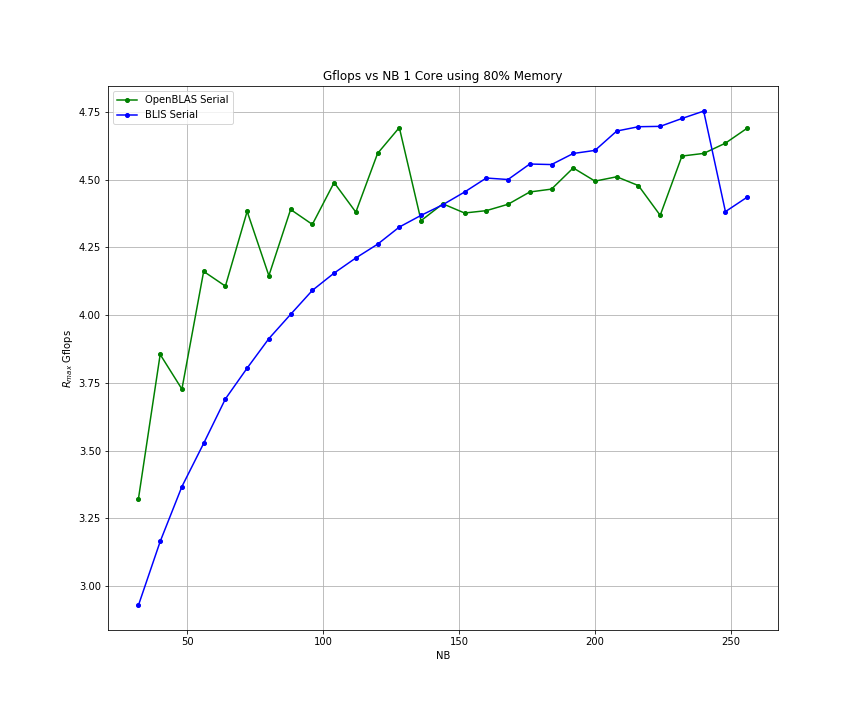 Gflops vs NB 1 Core using 80% Memory
OpenBLAS Serial
BLIS Serial
4.75
4.50
4.25
4.00
3.75
3.50
3.25
3.00
R_max Gflops
50 100 150 200 250
NB